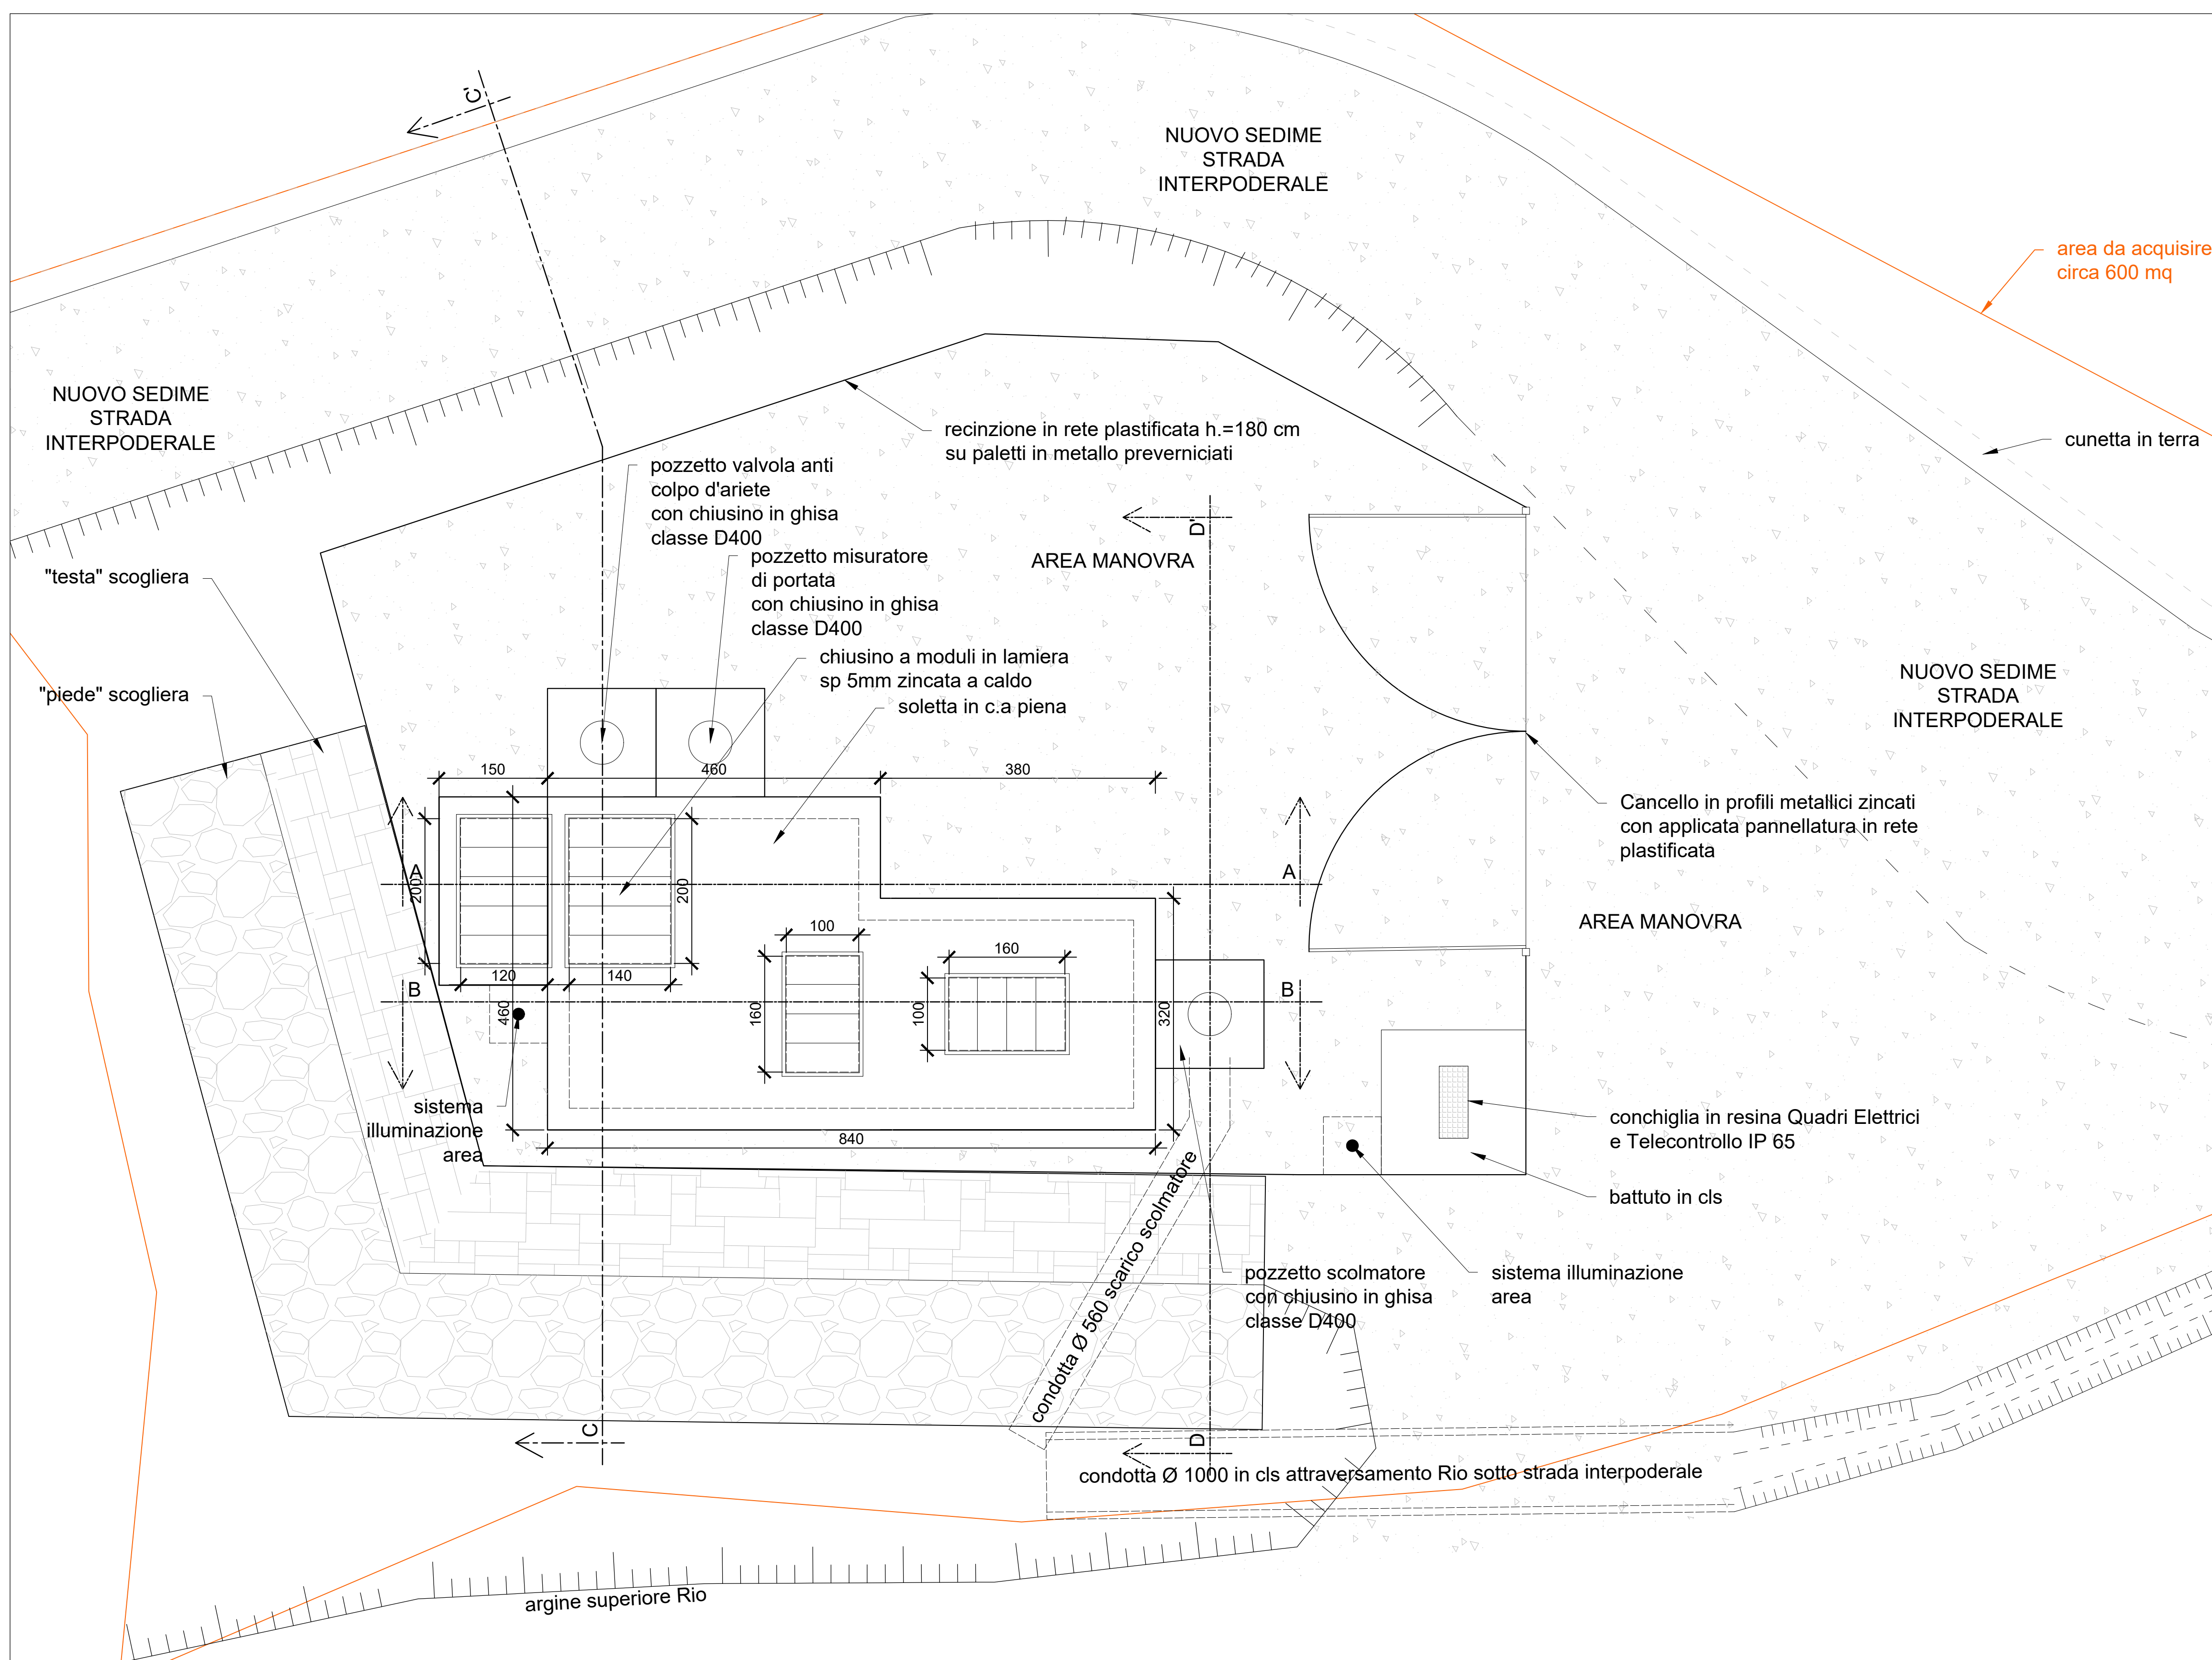 C'
NUOVO SEDIME
STRADA
INTERPODERALE
area da acquisire
circa 600 mq
NUOVO SEDIME
STRADA
INTERPODERALE
recinzione in rete plastificata h.=180 cm
su paletti in metallo preverniciati
cunetta in terra
pozzetto valvola anti
colpo d'ariete
con chiusino in ghisa
classe D400
D'
AREA MANOVRA
pozzetto misuratore
di portata
con chiusino in ghisa
classe D400
"testa" scogliera
chiusino a moduli in lamiera
sp 5mm zincata a caldo
"piede" scogliera
soletta in c.a piena
NUOVO SEDIME
STRADA
INTERPODERALE
150
460
380
Cancello in profili metallici zincati
con applicata pannellatura in rete
plastificata
A
A
200
200
AREA MANOVRA
100
160
120
140
B
B
460
160
100
320
sistema
illuminazione
area
840
conchiglia in resina Quadri Elettrici
e Telecontrollo IP 65
battuto in cls
condotta Ø 560 scarico scolmatore
pozzetto scolmatore
con chiusino in ghisa
classe D400
sistema illuminazione
area
C
D
condotta Ø 1000 in cls attraversamento Rio sotto strada interpoderale
argine superiore Rio